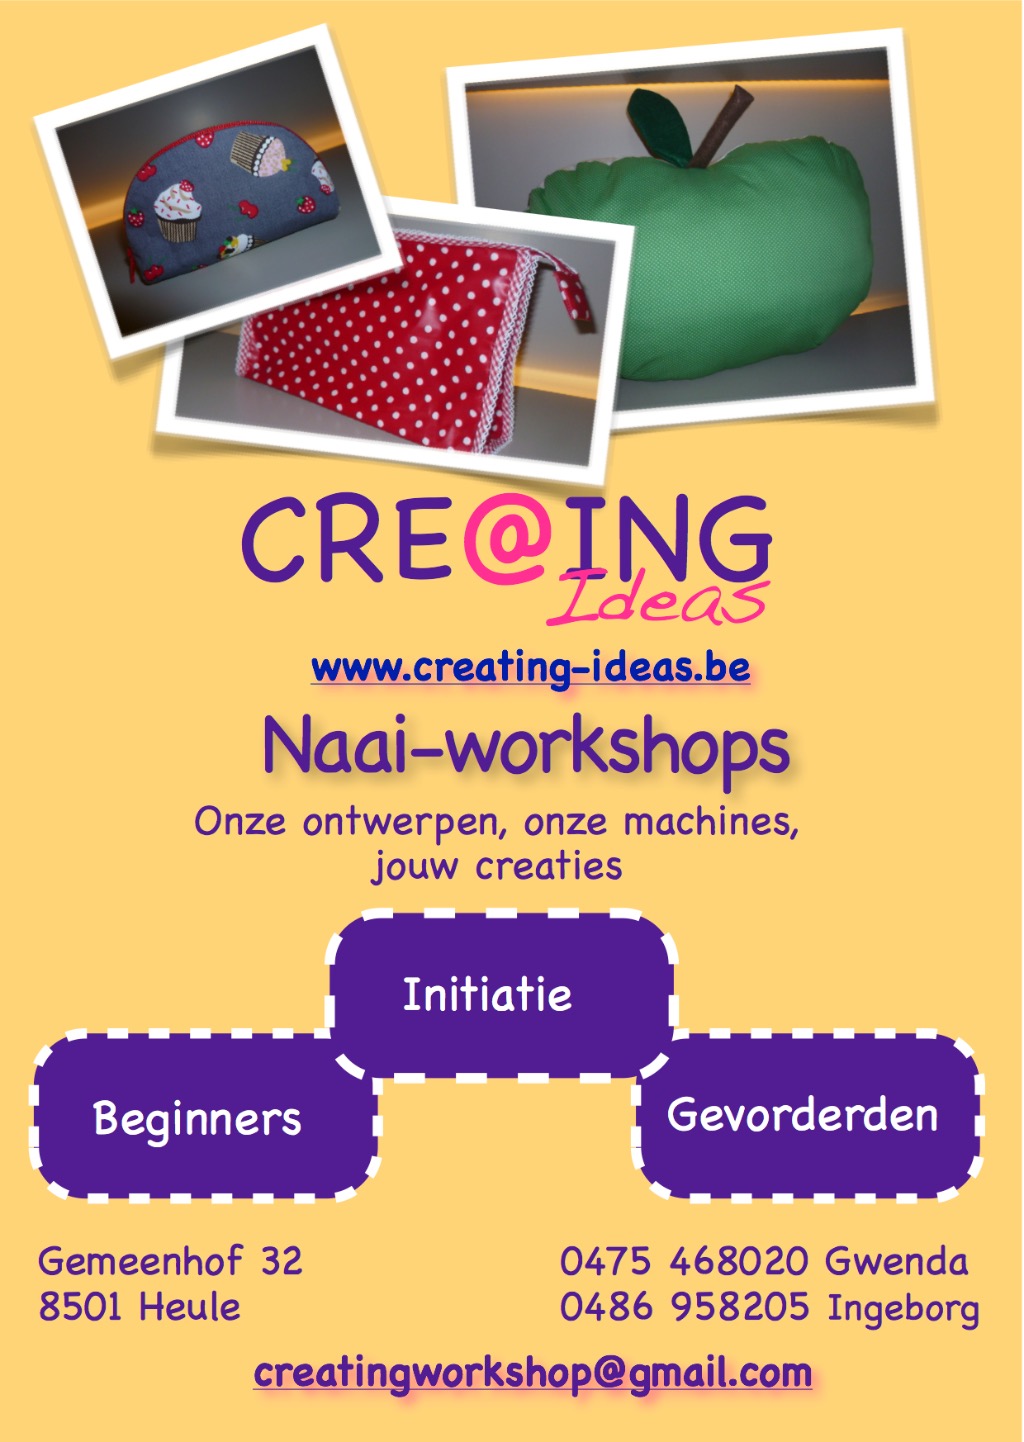 CRE@ING
Ideas
www.creating-ideas.be
Naai-workshops
Onze ontwerpen, onze machines,
jouw creaties
Initiatie
Beginners
Gevorderden
Gemeenhof 32
8501 Heule
0475 468020 Gwenda
0486 958205 Ingeborg
creatingworkshop@gmail.com